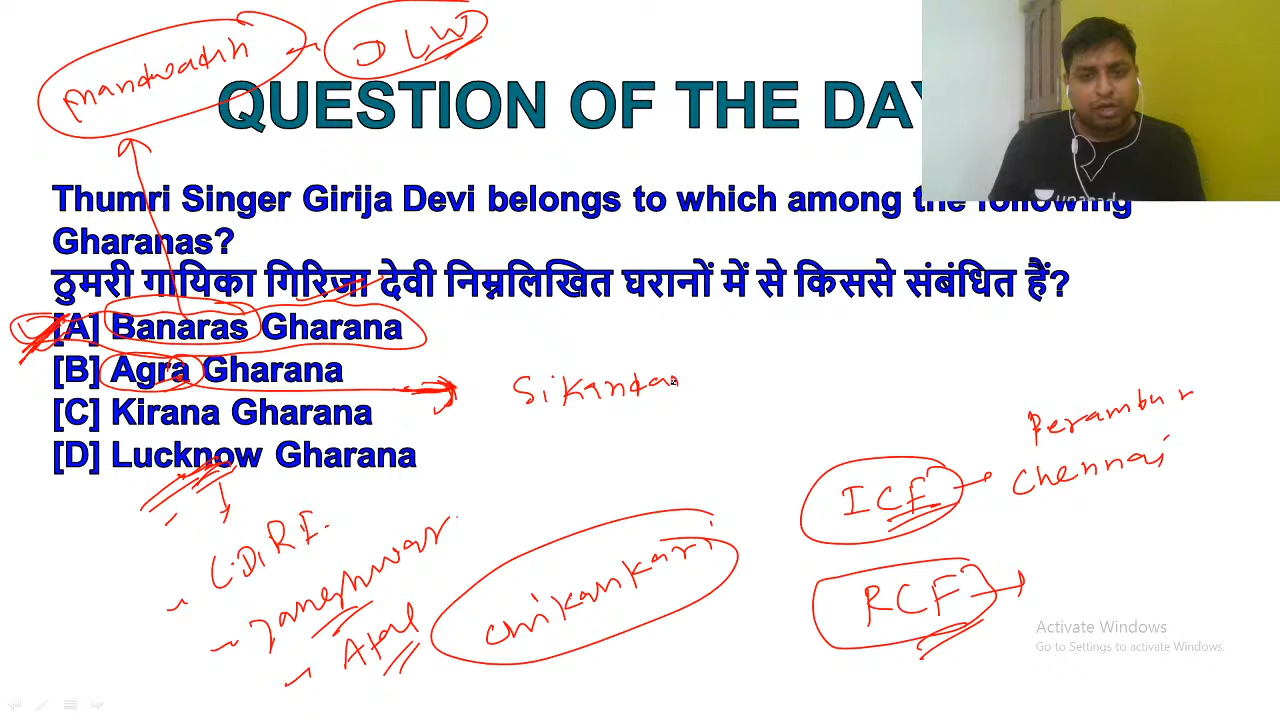 Mandwadih → DLW
QUESTION OF THE DAY
Thumri Singer Girija Devi belongs to which among the following
Gharanas?
ठुमरी गायिका गिरिजा देवी निम्नलिखित घरानों में से किससे संबंधित हैं?
[A] Banaras Gharana
[B] Agra Gharana
Sikanda
[C] Kirana Gharana
Perambur
[D] Lucknow Gharana
ICF
Chennai
C.D.R.I.
Janeshwar
Chikankari
RCF
Atal
Activate Windows
Go to Settings to activate Windows.